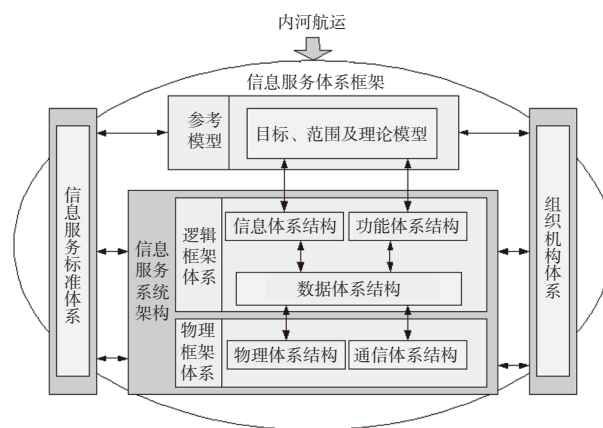 内河航运
信息服务体系框架
参考
模型
目标、范围及理论模型
信息服务标准体系
组织机构体系
信息
服务
系统
架构
逻辑
框架
体系
信息体系结构
功能体系结构
数据体系结构
物理
框架
体系
物理体系结构
通信体系结构